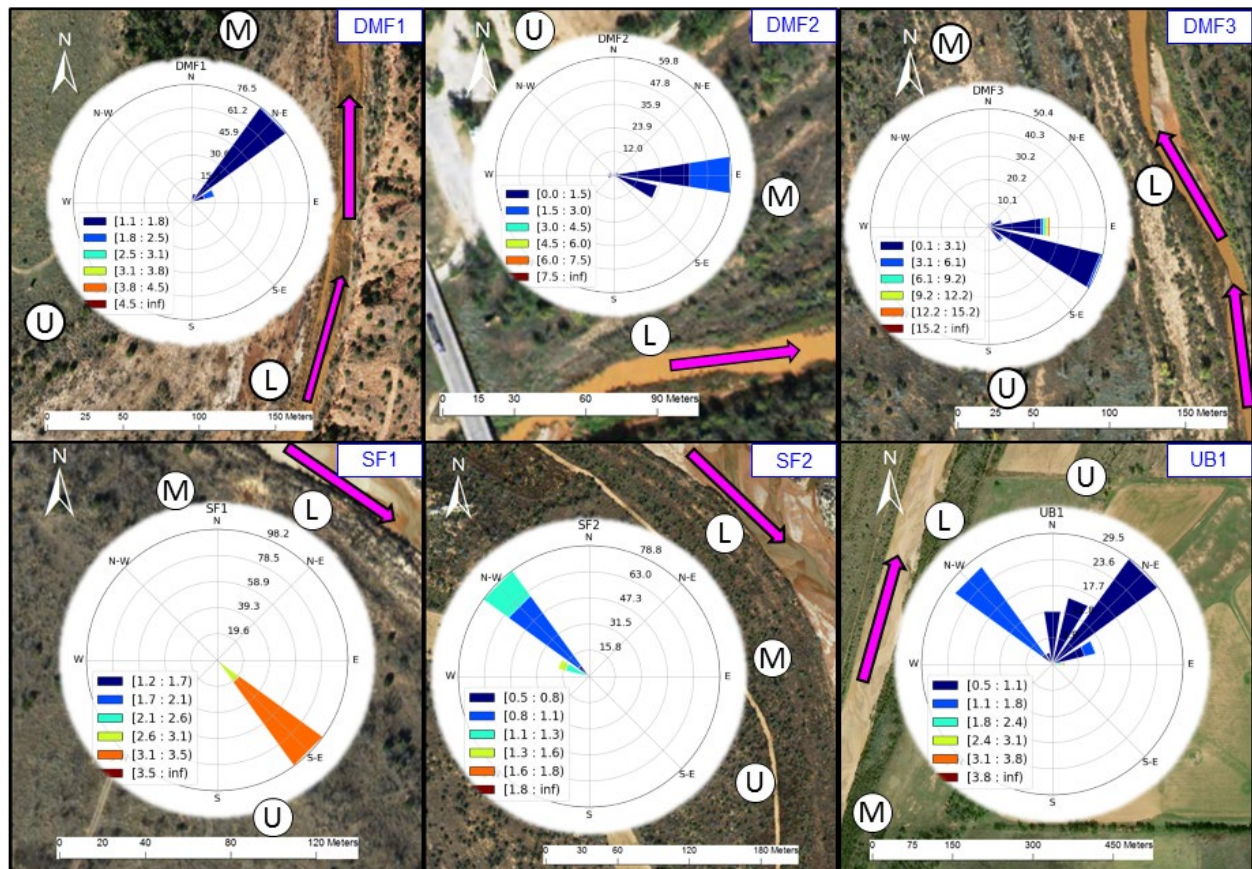 DMF1
M
N
DMF1
N
76.5
61.2
45.9
N-W
N-E
W
E
S-E
S
[1.1 : 1.8)
[1.8 : 2.5)
[2.5 : 3.1)
[3.1 : 3.8)
[3.8 : 4.5)
[4.5 : inf)
U
L
0 25 50 100 150 Meters
DMF2
U
N
DMF2
N
59.8
47.8
35.9
23.9
12.0
N-W
N-E
W
E
S-E
S
[0.0 : 1.5)
[1.5 : 3.0)
[3.0 : 4.5)
[4.5 : 6.0)
[6.0 : 7.5)
[7.5 : inf)
M
L
0 15 30 60 90 Meters
DMF3
M
N
DMF3
N
50.4
40.3
30.2
20.2
10.1
N-W
N-E
W
E
S-E
S
[0.1 : 3.1)
[3.1 : 6.1)
[6.1 : 9.2)
[9.2 : 12.2)
[12.2 : 15.2)
[15.2 : inf)
L
U
0 25 50 100 150 Meters
SF1
N
M
L
SF1
N
98.2
78.5
58.9
39.3
19.6
N-W
N-E
W
E
S-E
S
[1.2 : 1.7)
[1.7 : 2.1)
[2.1 : 2.6)
[2.6 : 3.1)
[3.1 : 3.5)
[3.5 : inf)
U
0 20 40 80 120 Meters
SF2
N
L
SF2
N
78.8
63.0
47.3
31.5
15.8
N-W
N-E
W
E
S-E
S
[0.5 : 0.8)
[0.8 : 1.1)
[1.1 : 1.3)
[1.3 : 1.6)
[1.6 : 1.8)
[1.8 : inf)
M
U
0 30 60 120 180 Meters
UB1
N
U
L
UB1
N
29.5
23.6
17.7
N-W
N-E
W
E
S-E
S
[0.5 : 1.1)
[1.1 : 1.8)
[1.8 : 2.4)
[2.4 : 3.1)
[3.1 : 3.8)
[3.8 : inf)
M
0 75 150 300 450 Meters